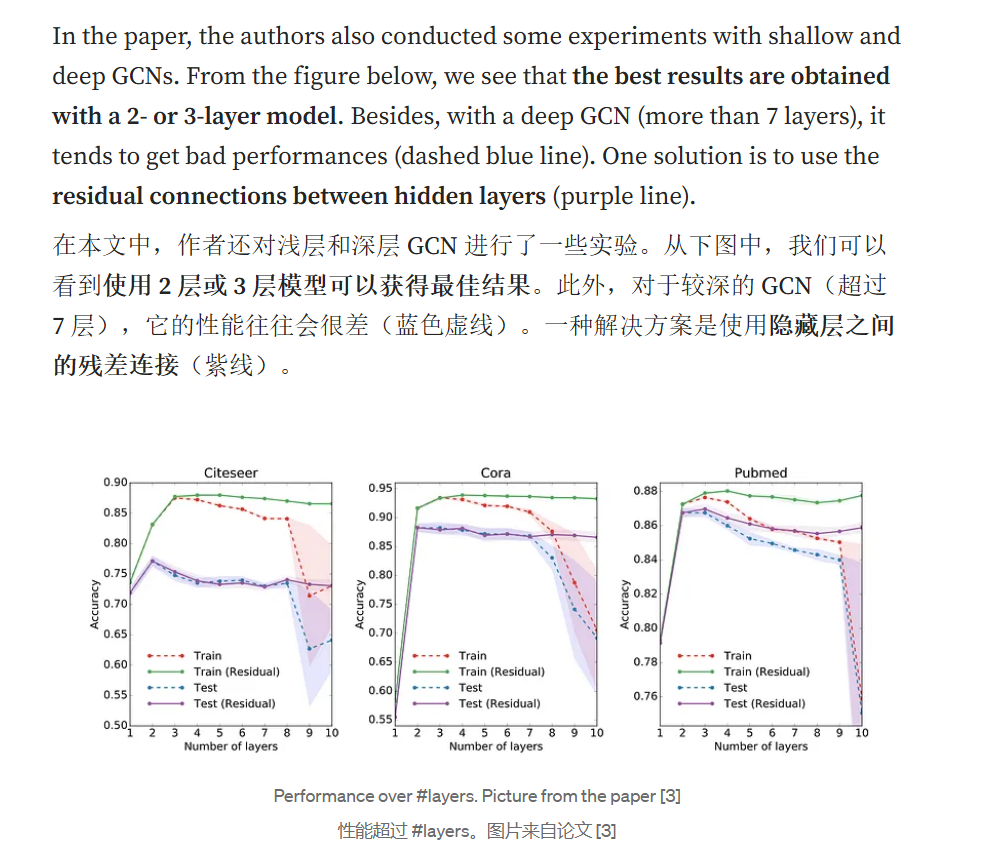 In the paper, the authors also conducted some experiments with shallow and
deep GCNs. From the figure below, we see that the best results are obtained
with a 2- or 3-layer model. Besides, with a deep GCN (more than 7 layers), it
tends to get bad performances (dashed blue line). One solution is to use the
residual connections between hidden layers (purple line).
在本文中，作者还对浅层和深层 GCN 进行了一些实验。从下图中，我们可以
看到使用 2 层或 3 层模型可以获得最佳结果。此外，对于较深的 GCN（超过
7 层），它的性能往往会很差（蓝色虚线）。一种解决方案是使用隐藏层之间
的残差连接（紫线）。
Citeseer
0.90
0.85
0.80
0.75
0.70
0.65
0.60
0.55
0.50
Accuracy
Train
Train (Residual)
Test
Test (Residual)
1 2 3 4 5 6 7 8 9 10
Number of layers
Cora
0.95
0.90
0.85
0.80
0.75
0.70
0.65
0.60
0.55
Accuracy
Train
Train (Residual)
Test
Test (Residual)
1 2 3 4 5 6 7 8 9 10
Number of layers
Pubmed
0.88
0.86
0.84
0.82
0.80
0.78
0.76
Accuracy
Train
Train (Residual)
Test
Test (Residual)
1 2 3 4 5 6 7 8 9 10
Number of layers
Performance over #layers. Picture from the paper [3]
性能超过 #layers。图片来自论文 [3]